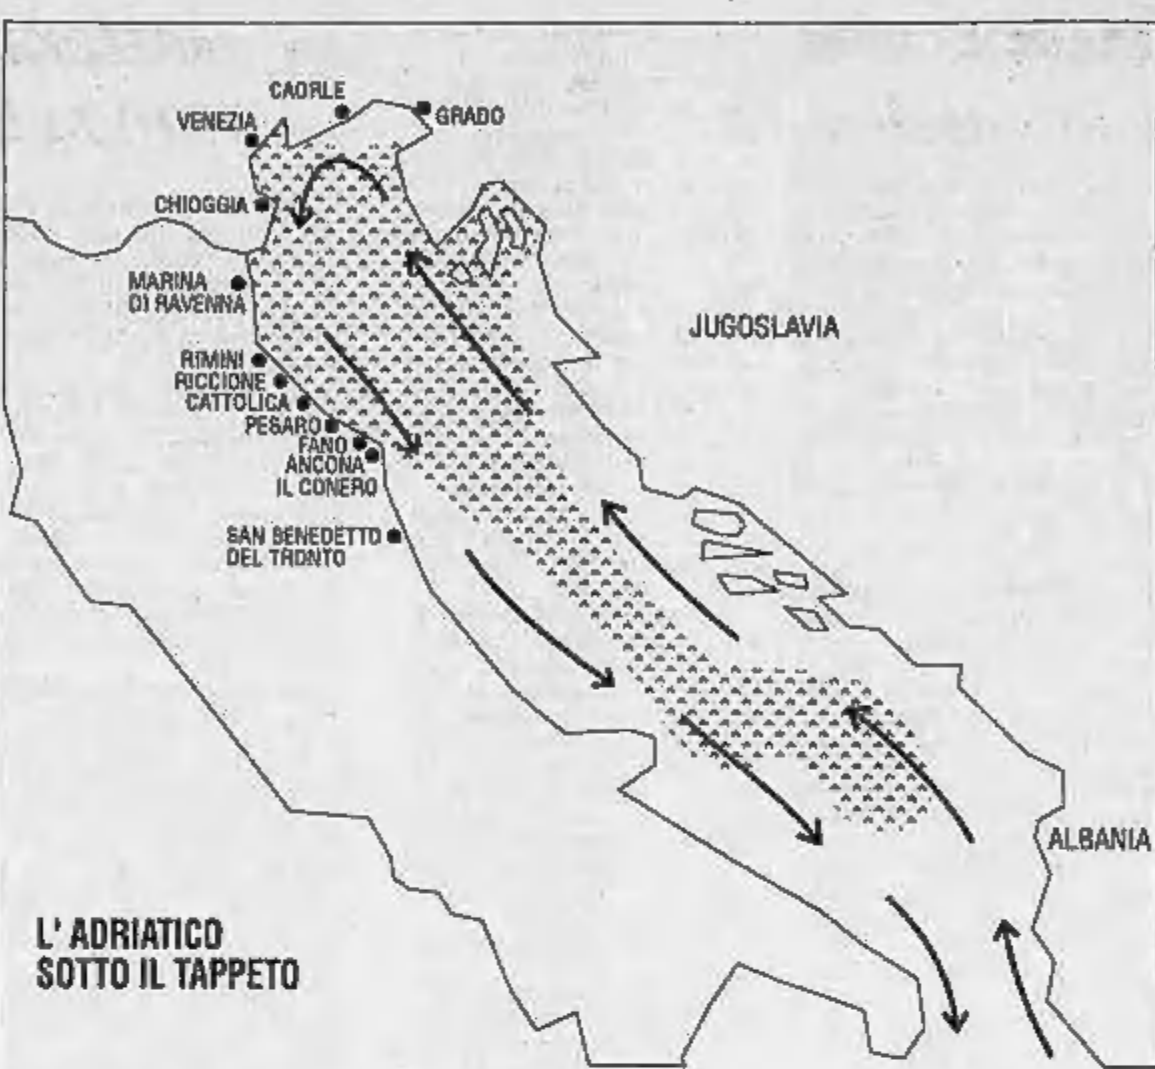 CAORLE
VENEZIA
GRADO
CHIOGGIA
MARINA
DI RAVENNA
JUGOSLAVIA
RIMINI
RICCIONE
CATTOLICA
PESARO
FANO
ANCONA
IL CONERO
SAN BENEDETTO
DEL TRONTO
ALBANIA
L' ADRIATICO
SOTTO IL TAPPETO